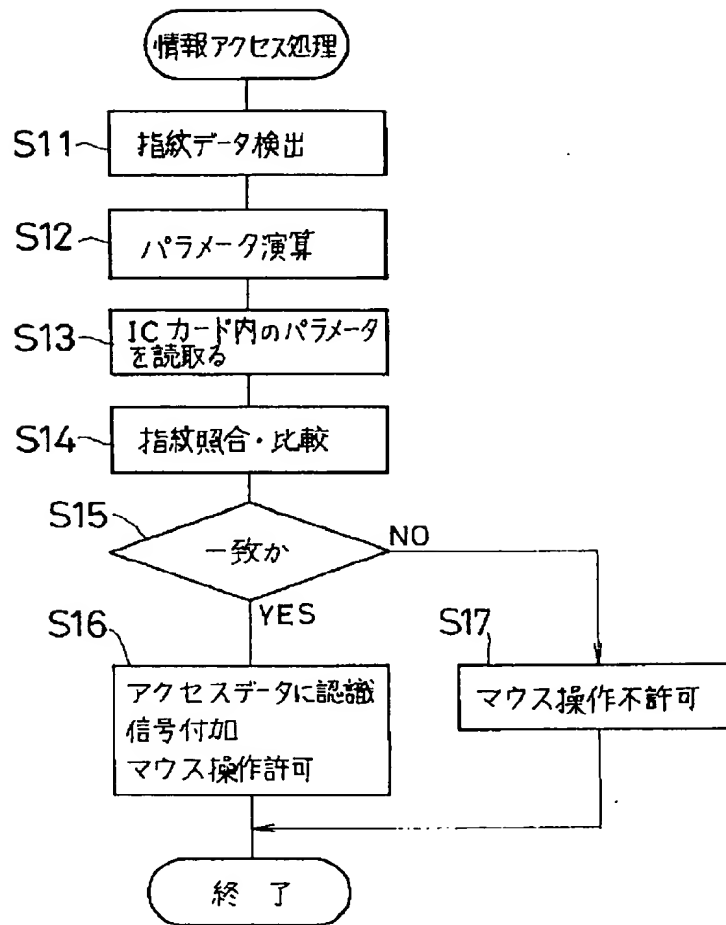 情報アクセス処理
S11
指紋データ検出
S12
パラメータ演算
S13
ICカード内のパラメータ
を読取る
S14
指紋照合・比較
S15
一致か
NO
YES
S16
アクセスデータに認識
信号付加
マウス操作許可
S17
マウス操作不許可
終了